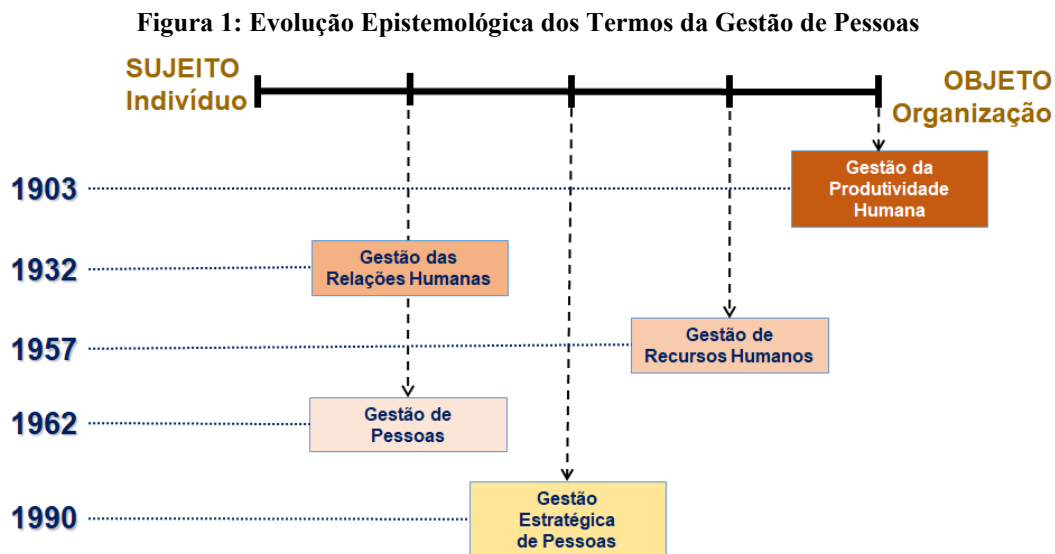 Figura 1: Evolução Epistemológica dos Termos da Gestão de Pessoas
SUJEITO
Indivíduo
OBJETO
Organização
1903
Gestão da
Produtividade
Humana
1932
Gestão das
Relações Humanas
1957
Gestão de
Recursos Humanos
1962
Gestão de
Pessoas
1990
Gestão
Estratégica
de Pessoas